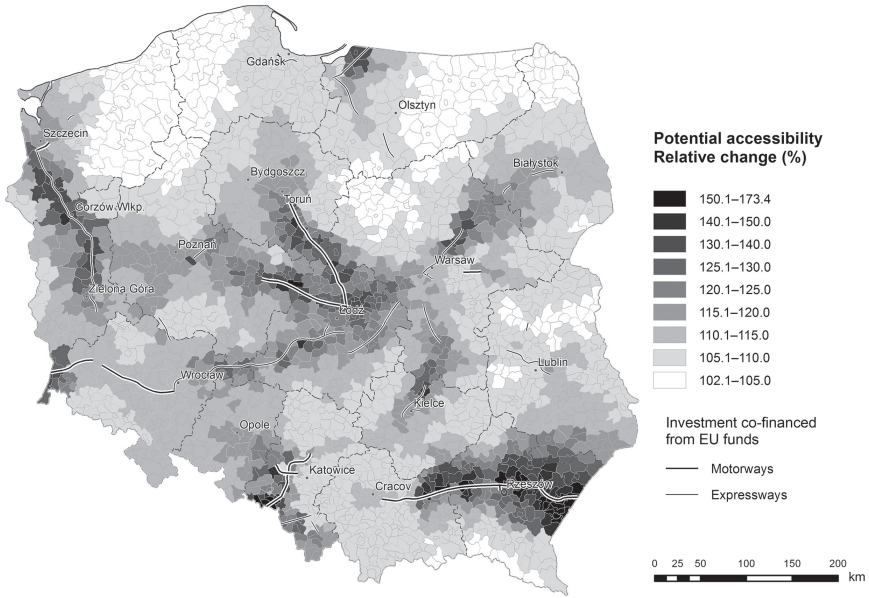 Gdańsk
Olsztyn
Szczecin
Białystok
Bydgoszcz
Toruń
Gorzów Wlkp.
Poznań
Warsaw
Zielona Góra
Łódź
Lublin
Wrocław
Kielce
Opole
Katowice
Cracov
Rzeszów
Potential accessibility
Relative change (%)
150.1–173.4
140.1–150.0
130.1–140.0
125.1–130.0
120.1–125.0
115.1–120.0
110.1–115.0
105.1–110.0
102.1–105.0
Investment co-financed
from EU funds
Motorways
Expressways
0 25 50 100 150 200
km